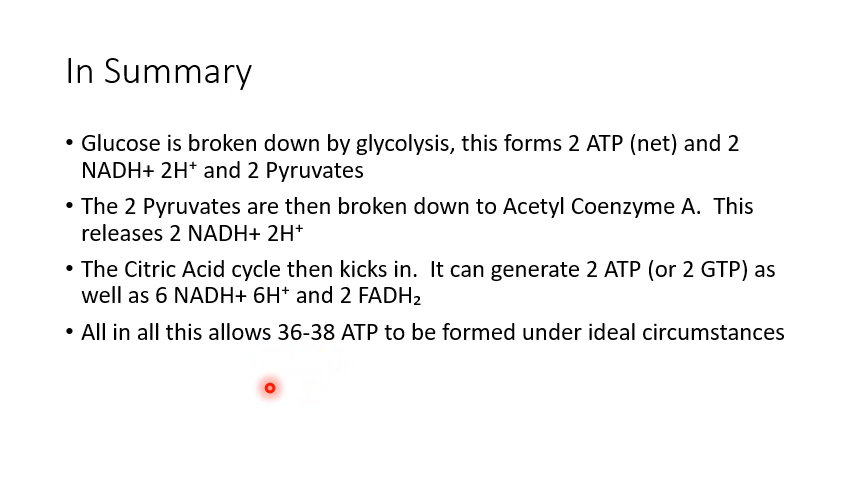 In Summary
• Glucose is broken down by glycolysis, this forms 2 ATP (net) and 2
NADH+ 2H⁺ and 2 Pyruvates
• The 2 Pyruvates are then broken down to Acetyl Coenzyme A.  This
releases 2 NADH+ 2H⁺
• The Citric Acid cycle then kicks in.  It can generate 2 ATP (or 2 GTP) as
well as 6 NADH+ 6H⁺ and 2 FADH₂
• All in all this allows 36-38 ATP to be formed under ideal circumstances